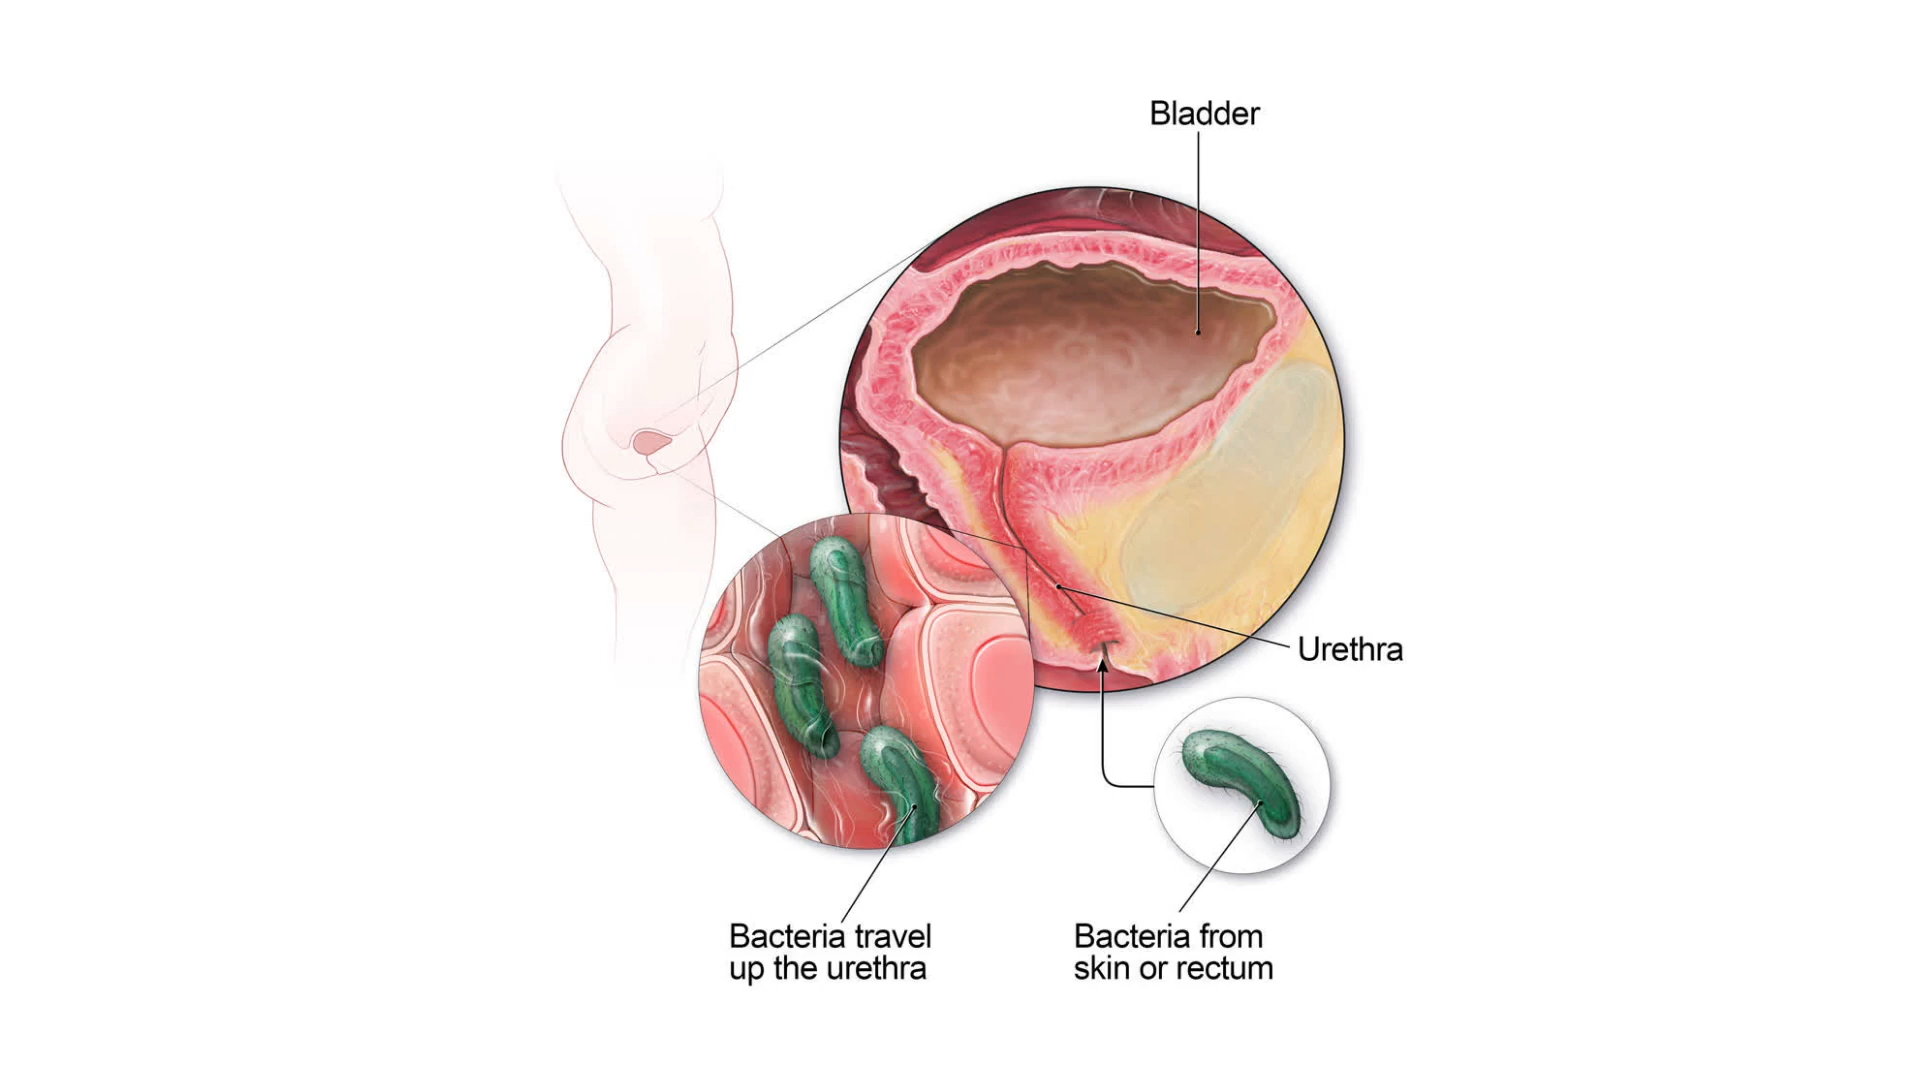 Bladder
Urethra
Bacteria travel
up the urethra
Bacteria from
skin or rectum